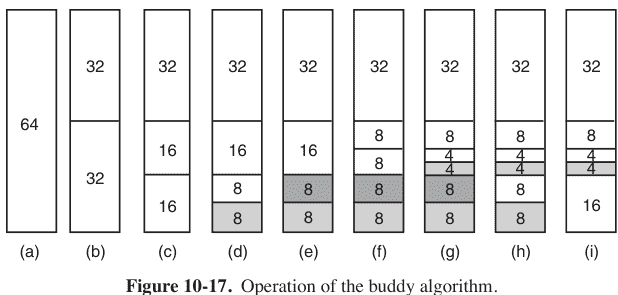 32 32 32 32 32 32 32 32
64 8 8 8 8
16 16 16 8 4 4 4
4 4 4
32 8 8 8 8 8
16 8 8 8 8 8 16
(a) (b) (c) (d) (e) (f) (g) (h) (i)
Figure 10-17. Operation of the buddy algorithm.